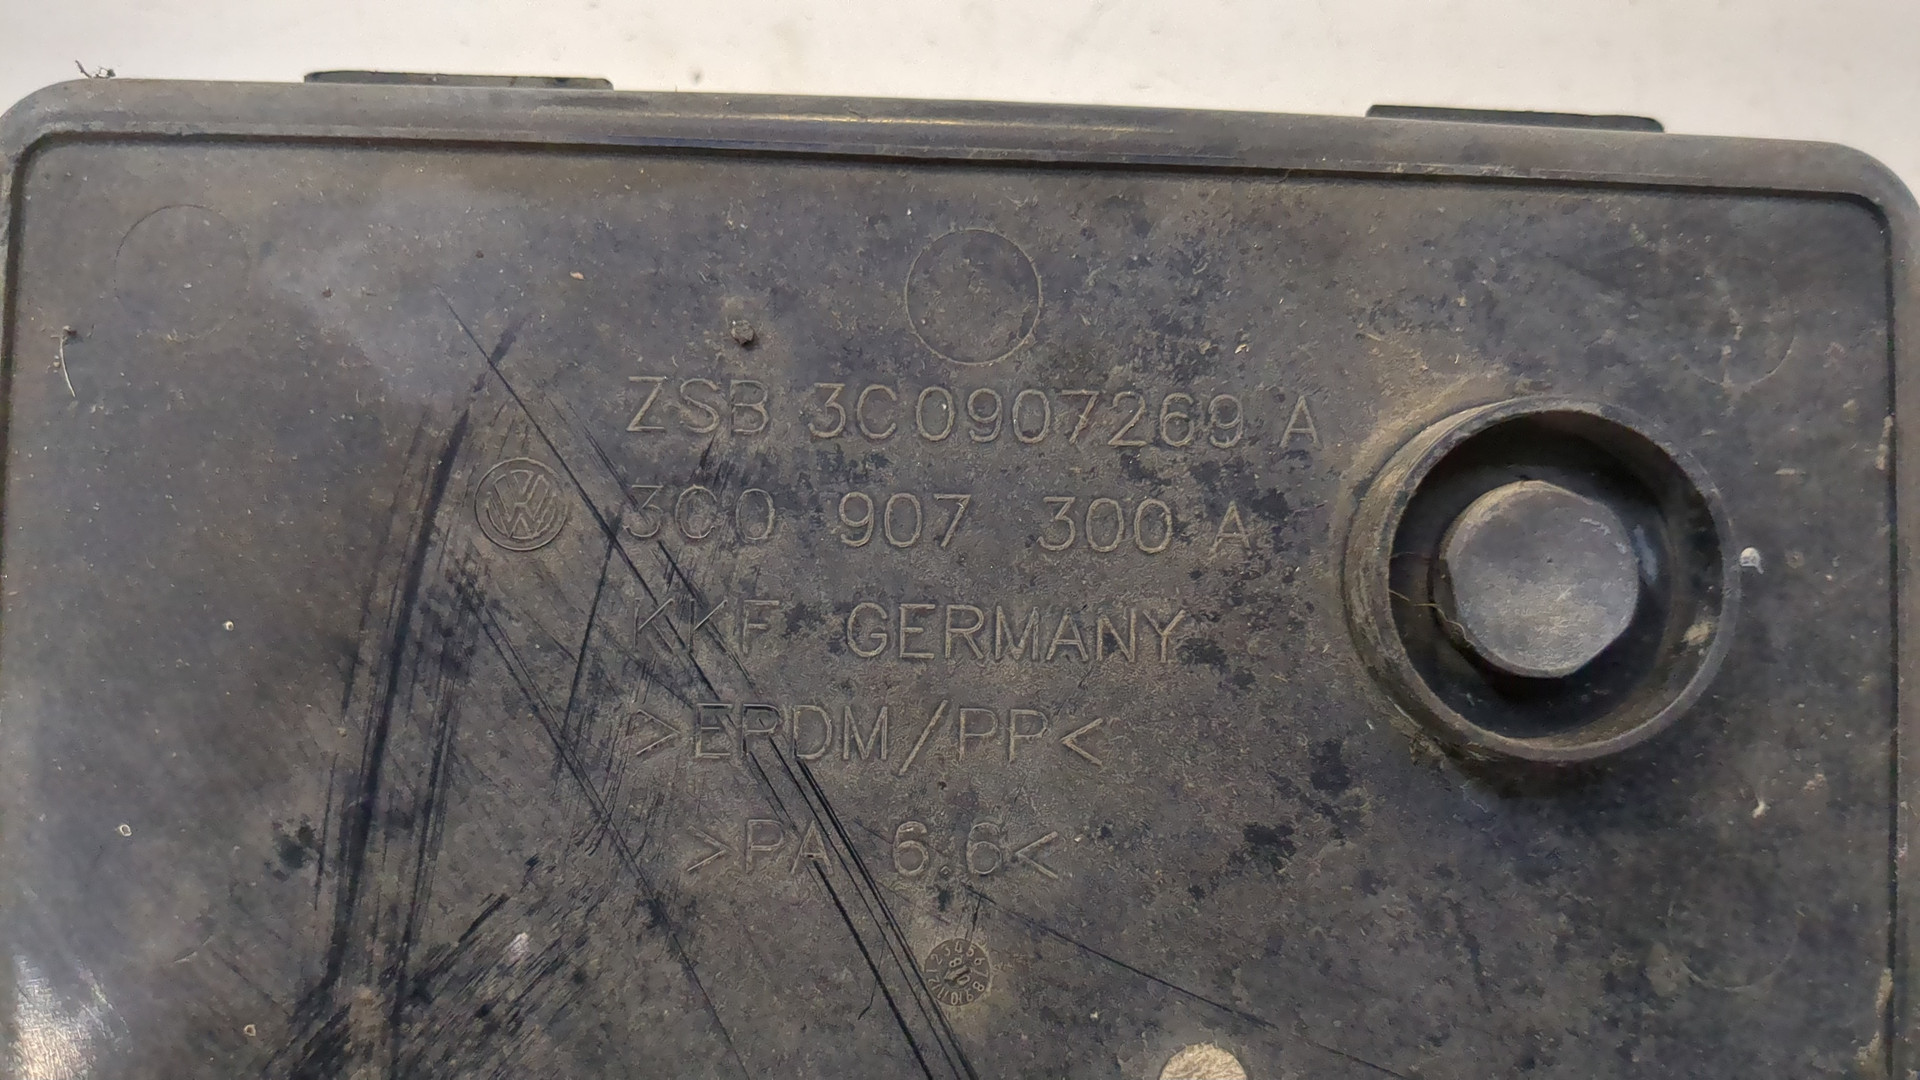 ZSB 3C0907269 A
3C0 907 300 A
KKF GERMANY
>EPDM/PP<
>PA 6.6<